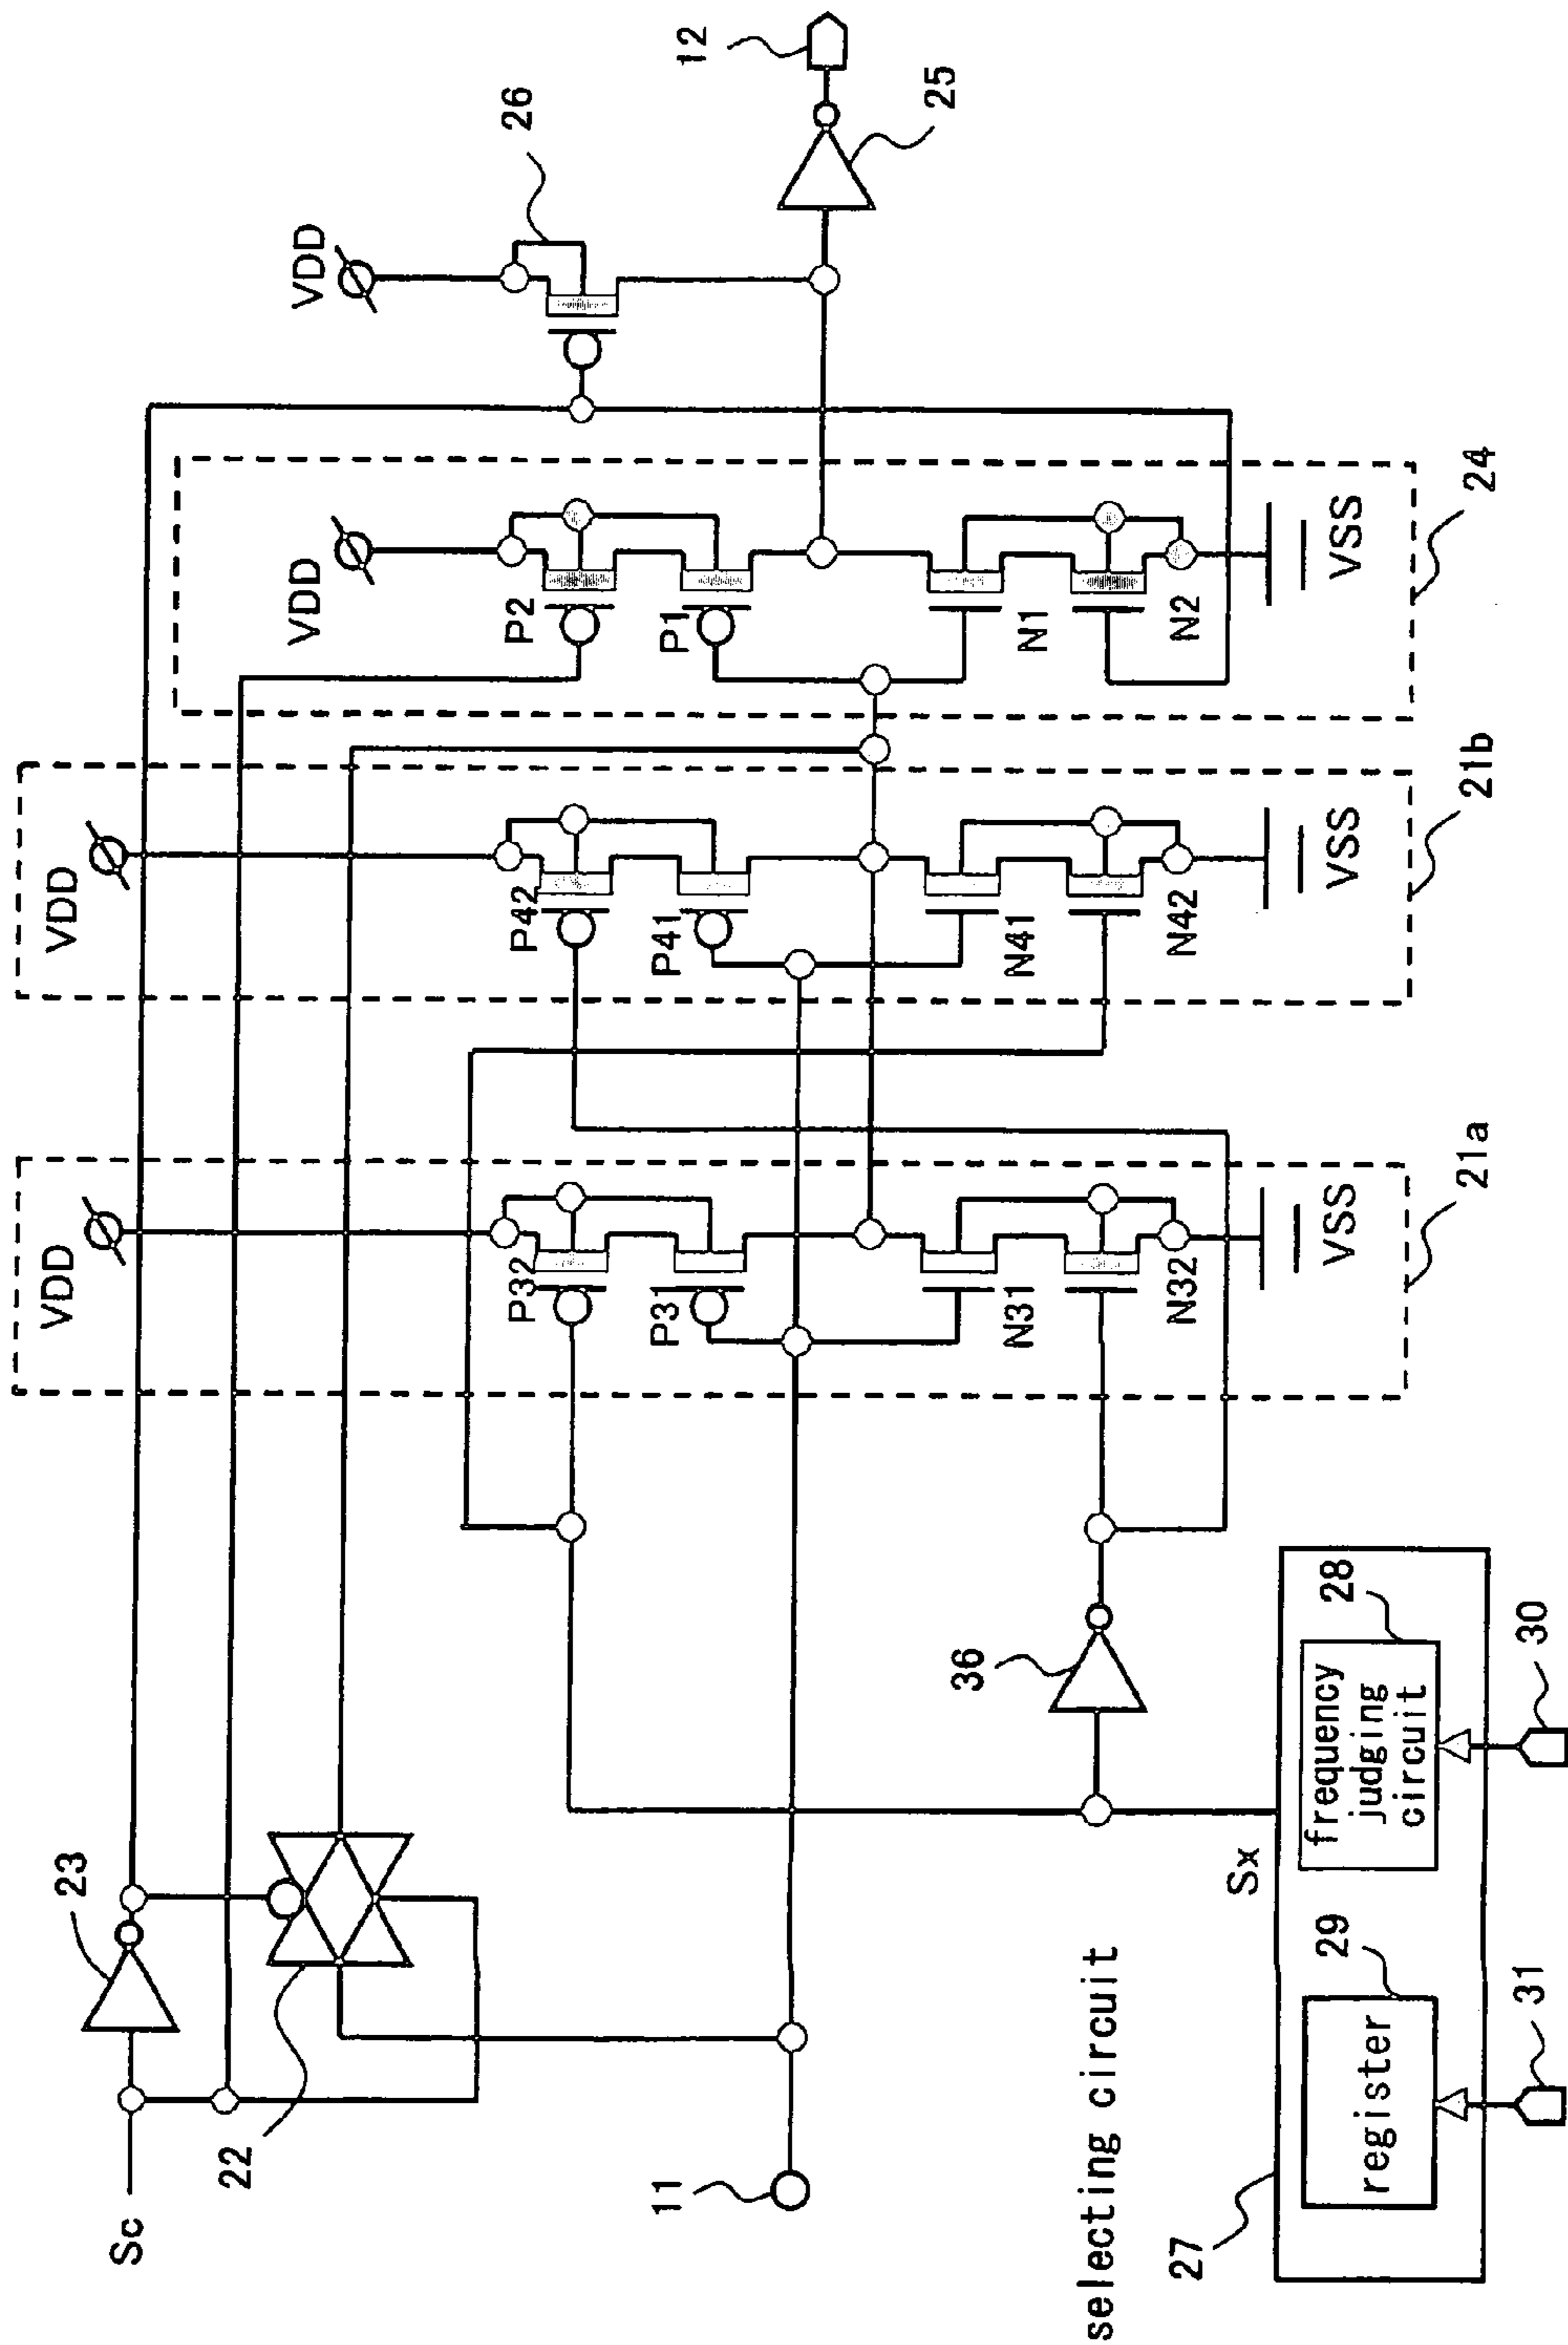 Sc
23
22
11
selecting circuit
27
Sx
register
29
31
frequency
judging
circuit
28
30
36
VDD
P32
P31
N31
N32
VSS
21a
VDD
P42
P41
N41
N42
VSS
21b
VDD
P2
P1
N1
N2
VSS
24
VDD
26
12
25